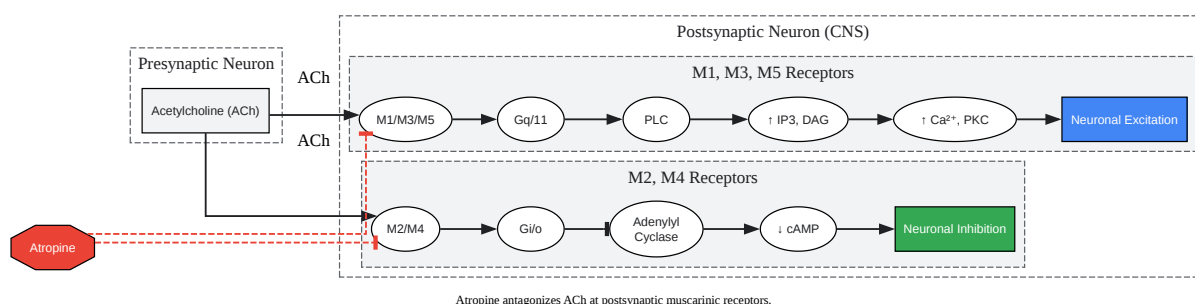 Postsynaptic Neuron (CNS)
Presynaptic Neuron
Acetylcholine (ACh)
ACh
ACh
M1, M3, M5 Receptors
M1/M3/M5
Gq/11
PLC
↑ IP3, DAG
↑ Ca²⁺, PKC
Neuronal Excitation
M2, M4 Receptors
M2/M4
Gi/o
Adenylyl
Cyclase
↓ cAMP
Neuronal Inhibition
Atropine
Atropine antagonizes ACh at postsynaptic muscarinic receptors.